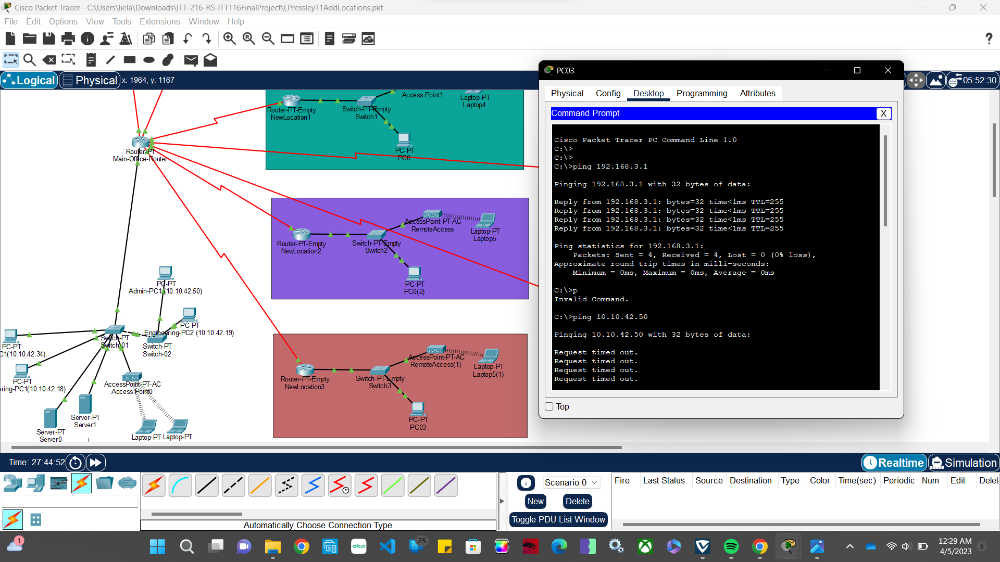 Cisco Packet Tracer - C:\Users\liela\Downloads\ITT-216-RS-ITT116FinalProject\LPressleyT1AddLocations.pkt
File Edit Options View Tools Extensions Window Help
Logical Physical x: 1964, y: 1167
05:52:30
Access Point1
Laptop-PT
Laptop4
Router-PT-Empty
NewLocation1
Switch-PT-Empty
Switch1
PC-PT
PC0
Router-PT
Main-Office-Router
AccessPoint-PT-AC
RemoteAccess
Laptop-PT
Laptop5
Router-PT-Empty
NewLocation2
Switch-PT-Empty
Switch2
PC-PT
PC0(2)
PC-PT
Admin-PC1(10.10.42.50)
PC-PT
Engineering-PC2 (10.10.42.19)
PC-PT
C1(10.10.42.34)
Switch-PT
Switch-01
Switch-PT
Switch-02
PC-PT
ering-PC1(10.10.42.18)
AccessPoint-PT-AC
Access Point0
Server-PT
Server1
Server-PT
Server0
Laptop-PT
Laptop-PT
AccessPoint-PT-AC
RemoteAccess(1)
Laptop-PT
Laptop5(1)
Router-PT-Empty
NewLocation3
Switch-PT-Empty
Switch3
PC-PT
PC03
PC03
Physical Config Desktop Programming Attributes
Command Prompt X
Cisco Packet Tracer PC Command Line 1.0
C:\>
C:\>
C:\>ping 192.168.3.1
Pinging 192.168.3.1 with 32 bytes of data:
Reply from 192.168.3.1: bytes=32 time<1ms TTL=255
Reply from 192.168.3.1: bytes=32 time<1ms TTL=255
Reply from 192.168.3.1: bytes=32 time<1ms TTL=255
Reply from 192.168.3.1: bytes=32 time<1ms TTL=255
Ping statistics for 192.168.3.1:
Packets: Sent = 4, Received = 4, Lost = 0 (0% loss),
Approximate round trip times in milli-seconds:
Minimum = 0ms, Maximum = 0ms, Average = 0ms
C:\>p
Invalid Command.
C:\>ping 10.10.42.50
Pinging 10.10.42.50 with 32 bytes of data:
Request timed out.
Request timed out.
Request timed out.
Request timed out.
Top
Time: 27:44:52
Realtime Simulation
Automatically Choose Connection Type
Scenario 0
New Delete
Toggle PDU List Window
Fire Last Status Source Destination Type Color Time(sec) Periodic Num Edit Delet
1
cricut
25
12:29 AM
4/5/2023
5